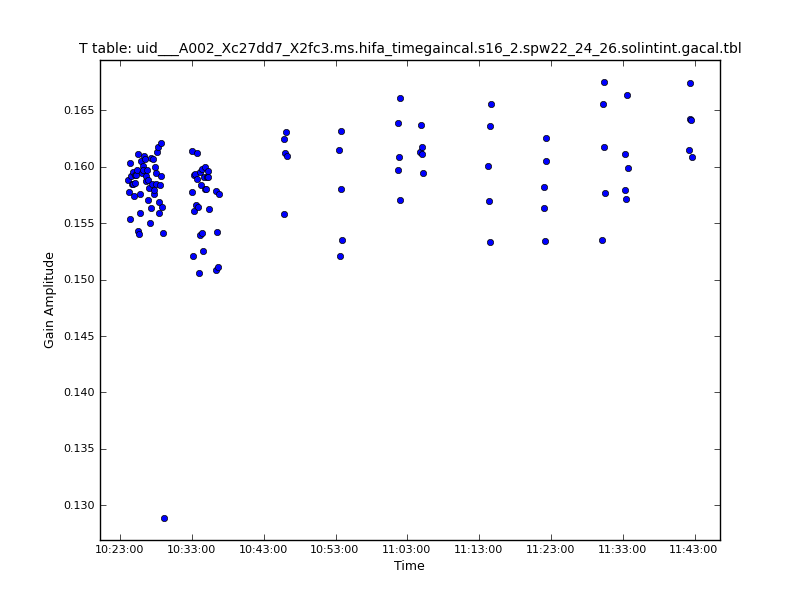 T table: uid___A002_Xc27dd7_X2fc3.ms.hifa_timegaincal.s16_2.spw22_24_26.solintint.gacal.tbl
0.165
0.160
0.155
0.150
0.145
0.140
0.135
0.130
Gain Amplitude
10:23:00 10:33:00 10:43:00 10:53:00 11:03:00 11:13:00 11:23:00 11:33:00 11:43:00
Time